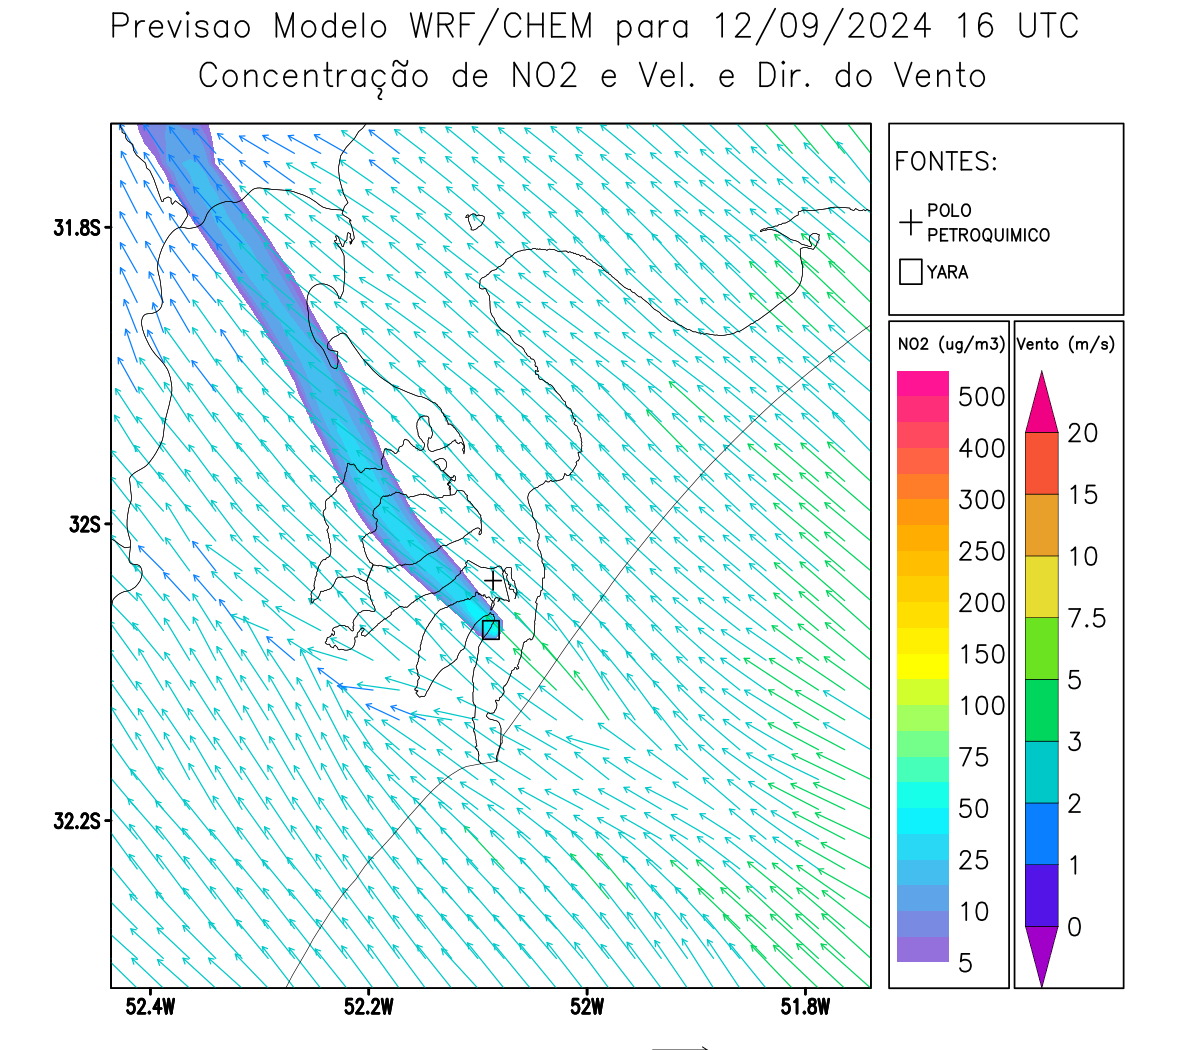 Previsao Modelo WRF/CHEM para 12/09/2024 16 UTC
Concentração de NO2 e Vel. e Dir. do Vento
FONTES:
POLO
PETROQUIMICO
YARA
NO2 (ug/m3)
500
400
300
250
200
150
100
75
50
25
10
5
Vento (m/s)
20
15
10
7.5
5
3
2
1
0
31.8S
32S
32.2S
52.4W
52.2W
52W
51.8W